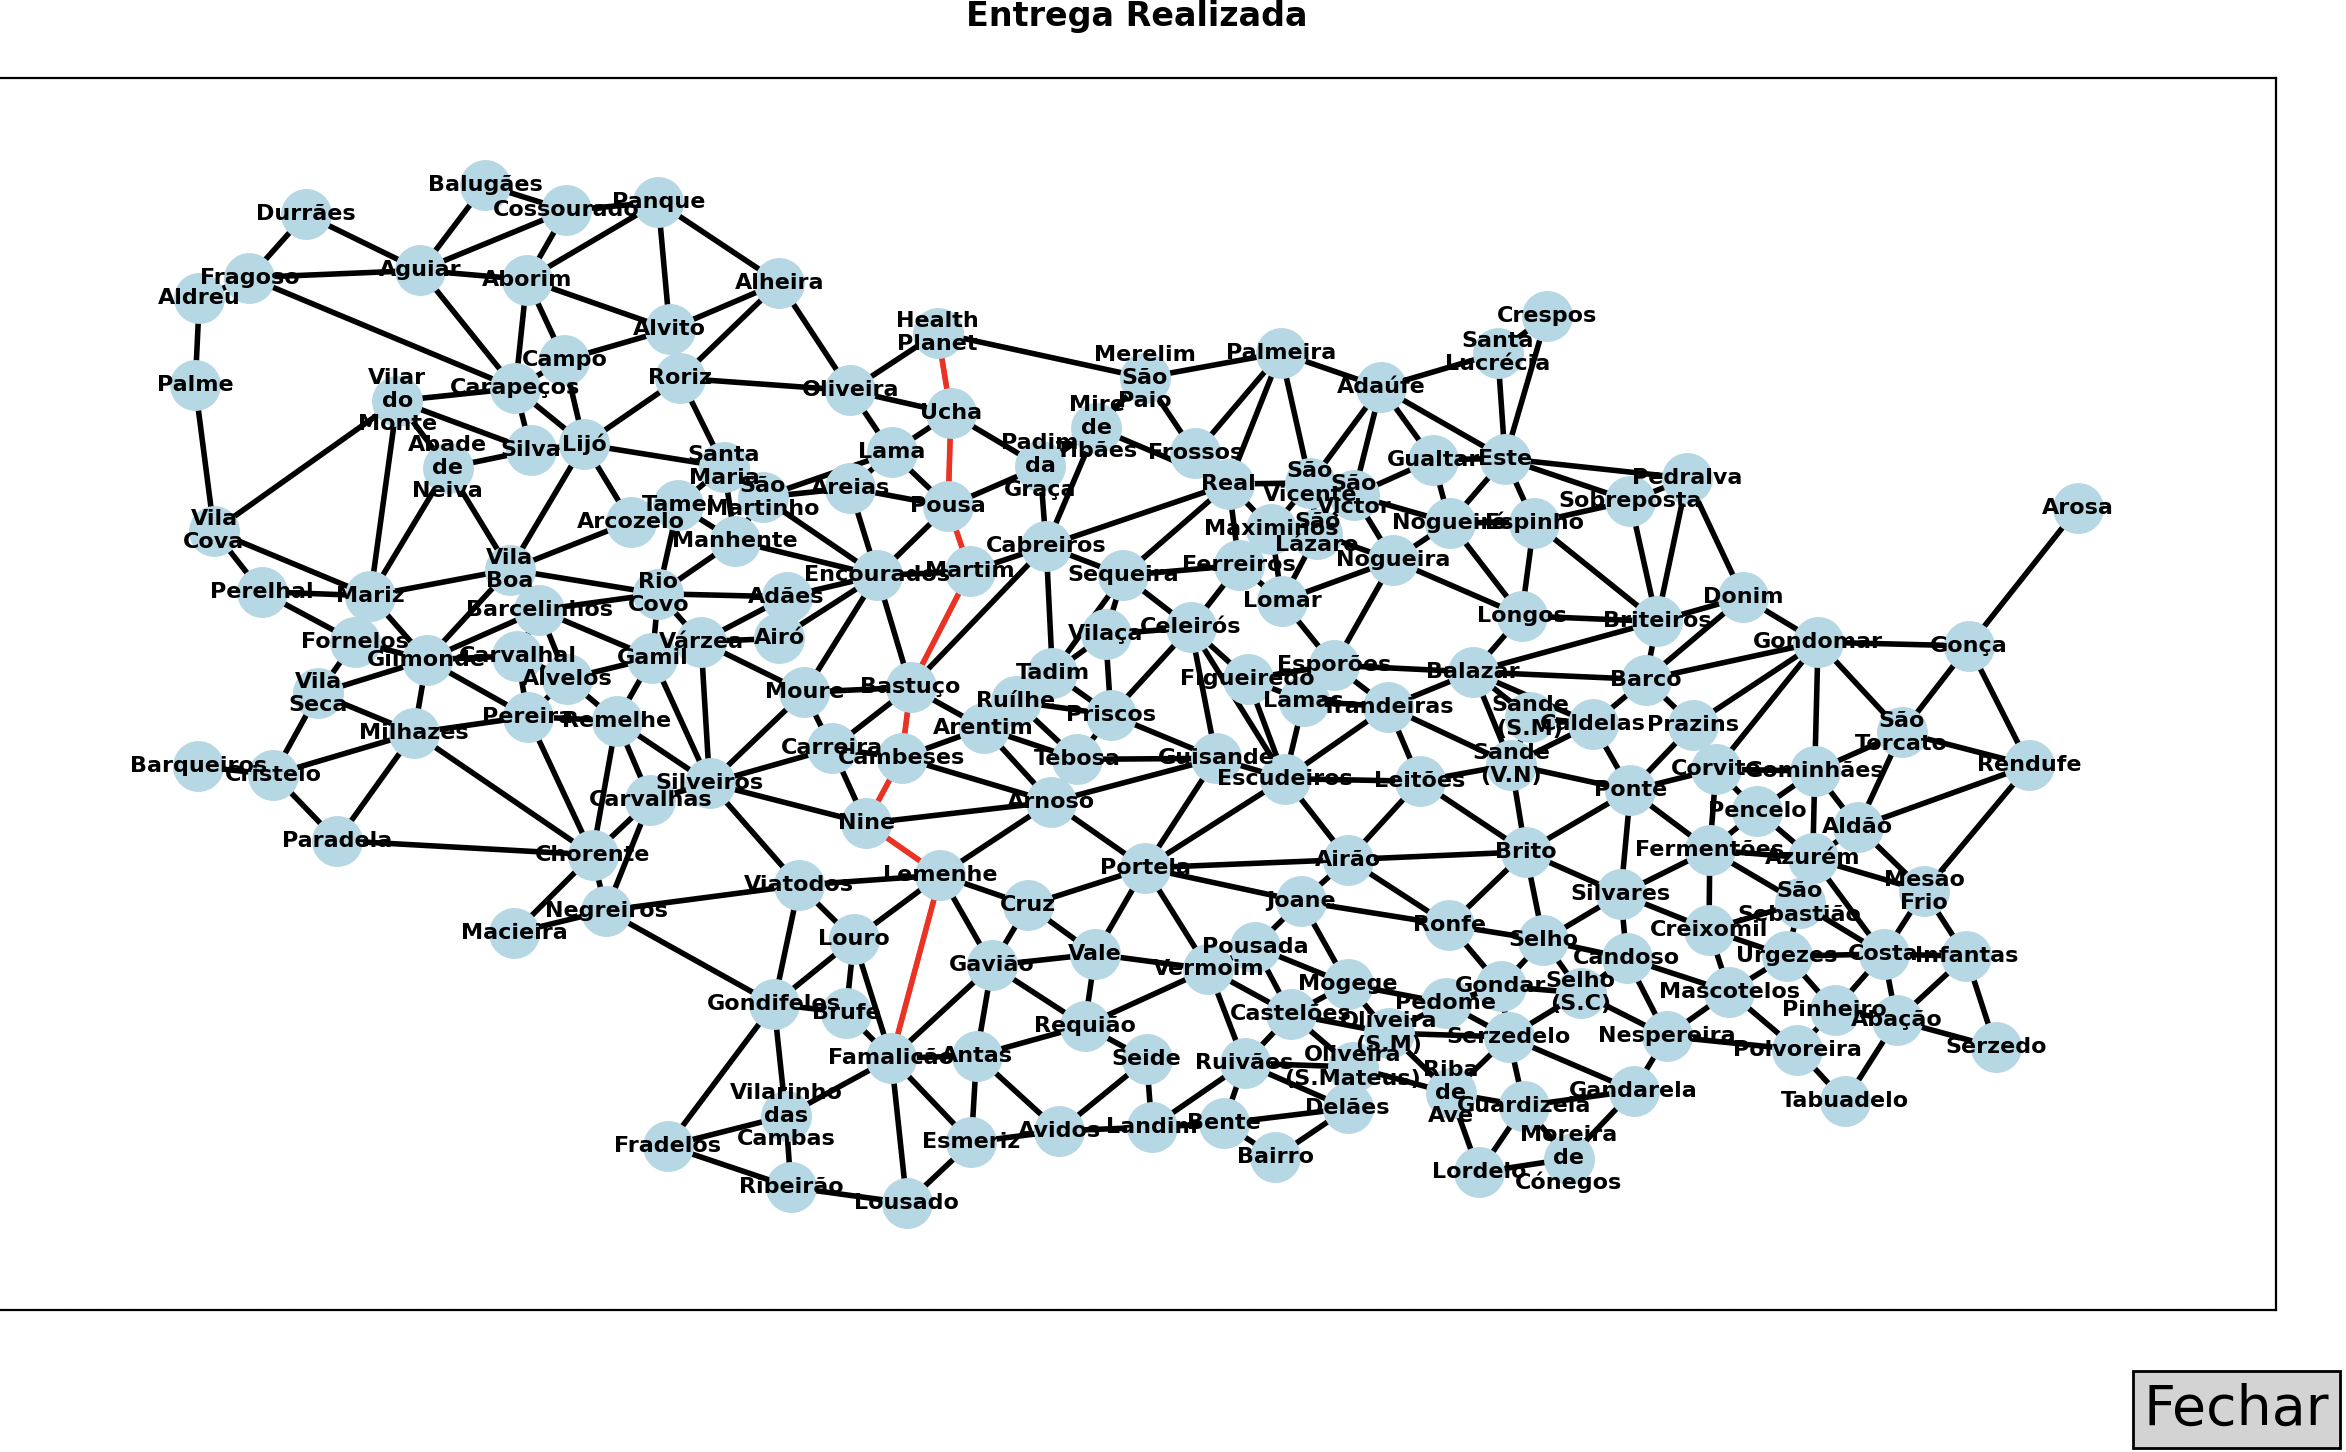 Entrega Realizada
Balugães
Cossourado
Panque
Durrães
Aguiar
Aborim
Alheira
Fragoso
Aldreu
Alvito
Campo
Carapeços
Palme
Vilar
do
Monte
Roriz
Oliveira
Health
Planet
Ucha
Merelim
São
Paio
Palmeira
Adaúfe
Santa
Lucrécia
Crespos
Mire
de
Tibães
Padim
da
Graça
Frossos
Lama
Abade
de
Neiva
Silva
Lijó
Santa
Maria
São
Martinho
Areias
Pousa
Tamel
Arcozelo
Manhente
Real
São
Vicente
São
Victor
Gualtar
Este
Pedralva
Sobreposta
Arosa
Vila
Cova
Maximinos
São
Lázaro
Nogueiró
Espinho
Cabreiros
Nogueira
Vila
Boa
Encourados
Martim
Sequeira
Ferreiros
Perelhal
Mariz
Rio
Covo
Adães
Barcelinhos
Lomar
Longos
Briteiros
Donim
Fornelos
Gilmonde
Carvalhal
Gamil
Várzea
Airó
Vilaça
Celeirós
Gondomar
Gonça
Vila
Seca
Alvelos
Moure
Bastuço
Tadim
Figueiredo
Esporões
Balazar
Barco
Milhazes
Pereira
Remelhe
Ruílhe
Arentim
Priscos
Lamas
Trandeiras
Sande
(S.M)
Caldelas
Prazins
São
Torcato
Carreira
Cambeses
Tebosa
Guisande
Sande
(V.N)
Barqueiros
Cristelo
Silveiros
Escudeiros
Leitões
Ponte
Corvite
Gominhães
Rendufe
Carvalhas
Arnoso
Nine
Pencelo
Aldão
Paradela
Chorente
Portela
Airão
Brito
Fermentões
Azurém
Viatodos
Lemenhe
Cruz
Joane
Silvares
São
Sebastião
Mesão
Frio
Negreiros
Macieira
Louro
Ronfe
Selho
Creixomil
Gavião
Vale
Pousada
Vermoim
Candoso
Urgezes
Costa
Infantas
Mogege
Gondar
Selho
(S.C)
Mascotelos
Gondifelos
Brufe
Castelões
Pedome
Pinheiro
Abação
Requião
Oliveira
(S.M)
Serzedelo
Nespereira
Polvoreira
Serzedo
Famalicão
Antas
Seide
Ruivães
Oliveira
(S.Mateus)
Riba
de
Ave
Gandarela
Tabuadelo
Vilarinho
das
Cambas
Delães
Guardizela
Fradelos
Esmeriz
Avidos
Landim
Bente
Bairro
Lordelo
Moreira
de
Cónegos
Ribeirão
Lousado
Fechar